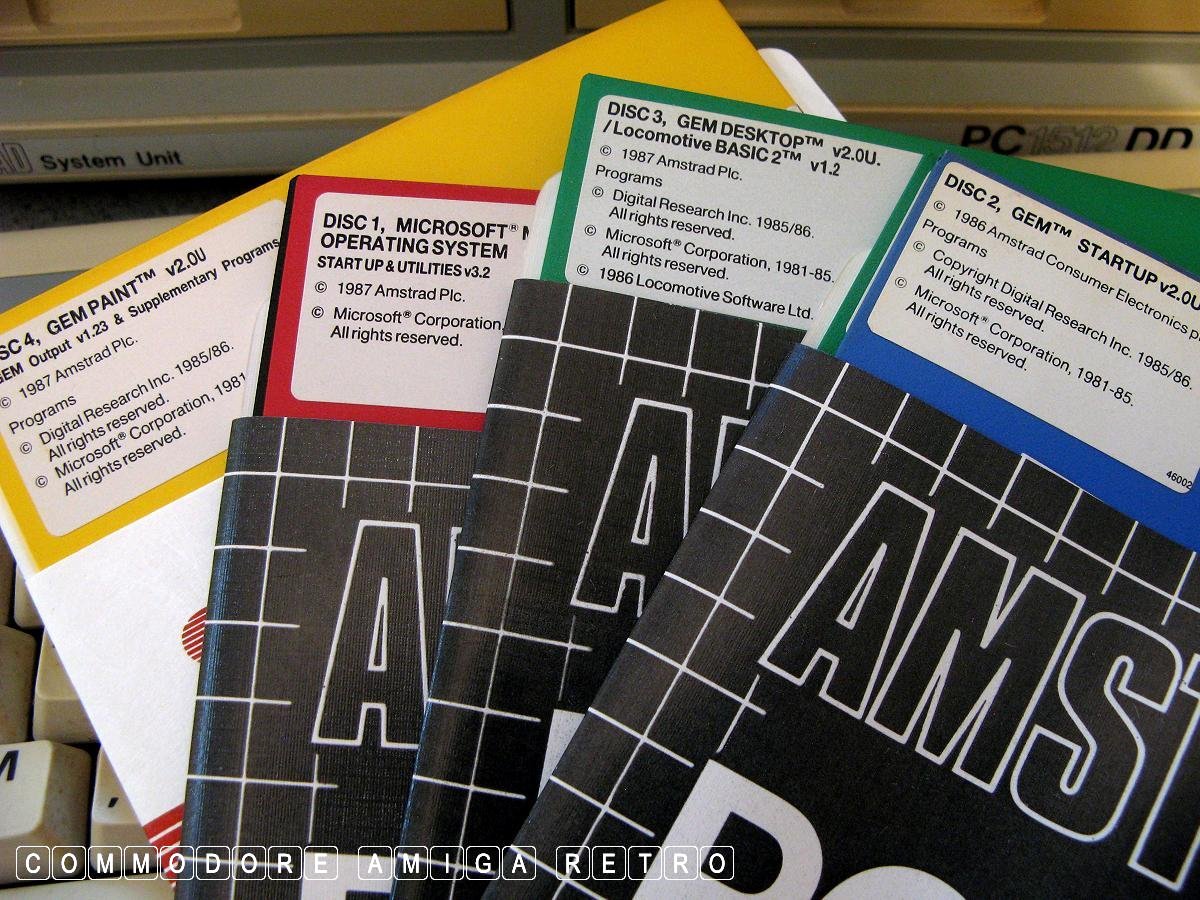 System Unit
PC1512 DD
DISC 3, GEM DESKTOP™ v2.0U.
/Locomotive BASIC 2™ v1.2
© 1987 Amstrad Plc.
Programs
© Digital Research Inc. 1985/86.
All rights reserved.
© Microsoft® Corporation, 1981-85.
All rights reserved.
© 1986 Locomotive Software Ltd.
DISC 2, GEM™ STARTUP v2.0U
© 1986 Amstrad Consumer Electronics
Programs
© Copyright Digital Research Inc. 1985/86.
All rights reserved.
© Microsoft® Corporation, 1981-85.
All rights reserved.
46002
DISC 1, MICROSOFT®
OPERATING SYSTEM
START UP & UTILITIES v3.2
© 1987 Amstrad Plc.
© Microsoft® Corporation,
All rights reserved.
SC 4, GEM PAINT™ v2.0U
GEM Output v1.23 & Supplementary Programs
© 1987 Amstrad Plc.
Programs
© Digital Research Inc. 1985/86.
All rights reserved.
© Microsoft® Corporation, 1981
All rights reserved.
A
A
AMST
PC
M
,
COMMODORE AMIGA RETRO